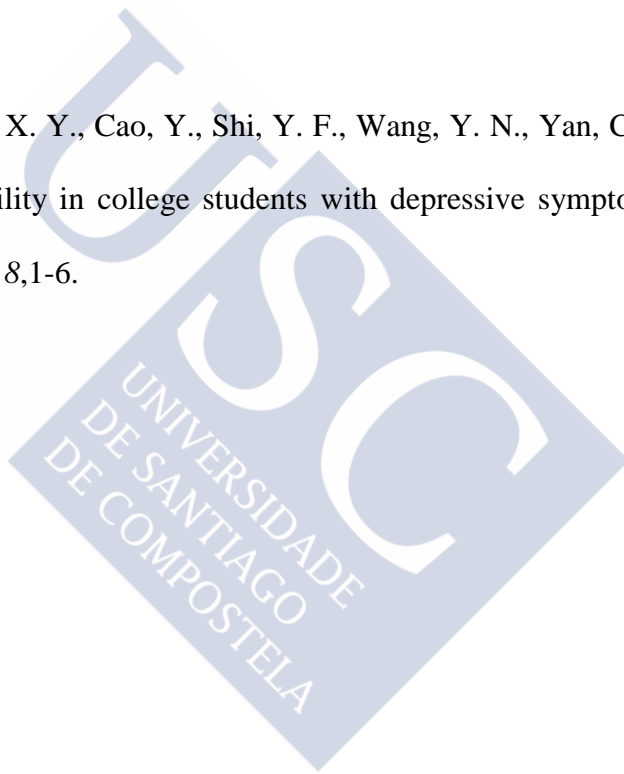 X. Y., Cao, Y., Shi, Y. F., Wang, Y. N., Yan, C
ility in college students with depressive sympto
8,1-6.
USC
UNIVERSIDADE
DE SANTIAGO
DE COMPOSTELA